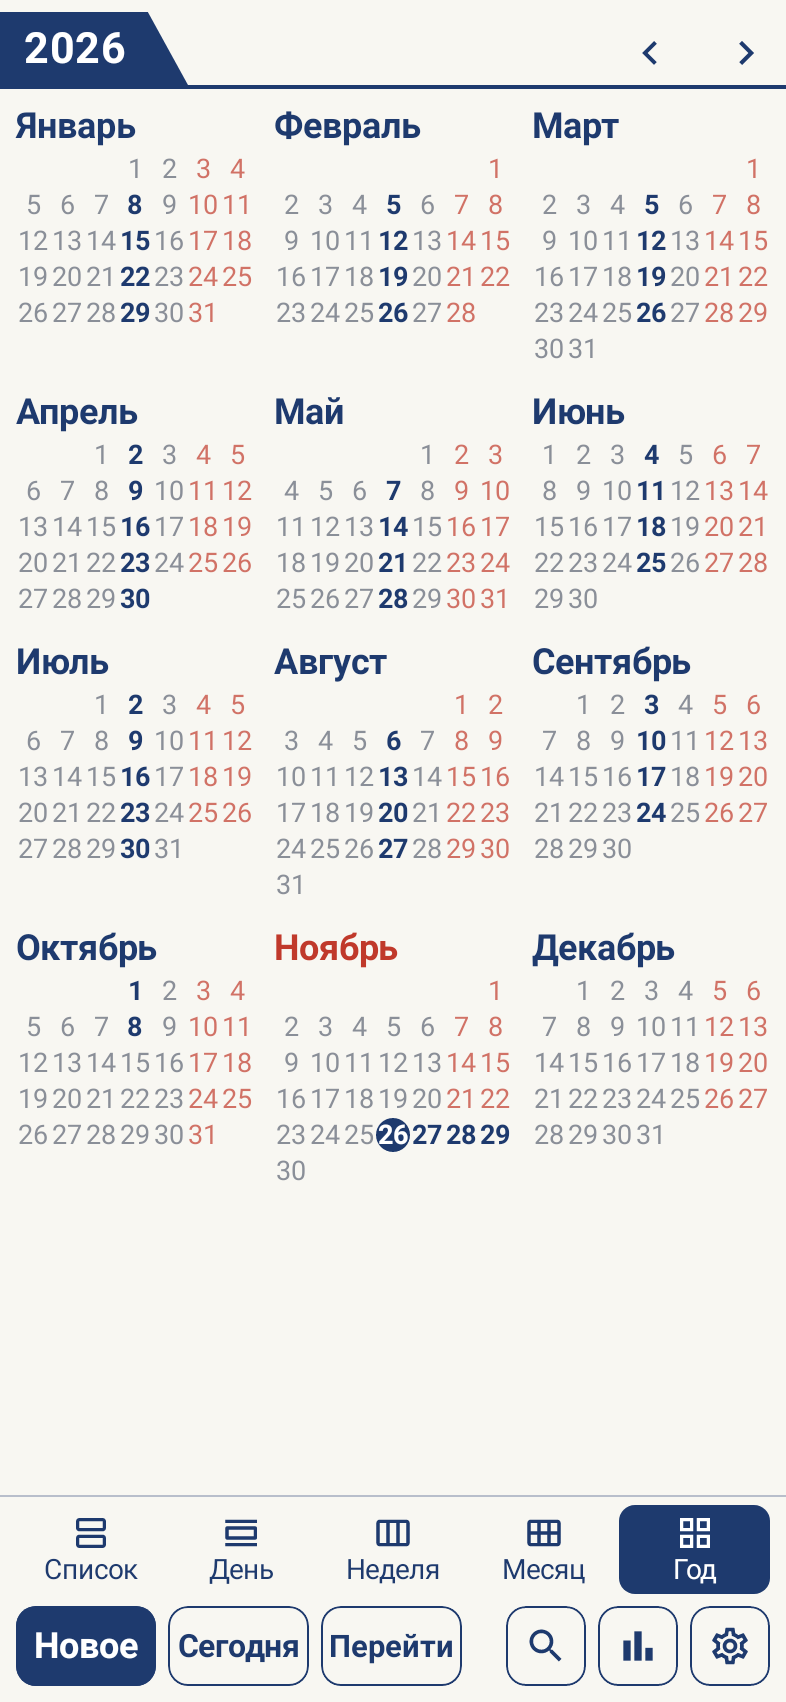 2026
Январь Февраль Март
1 2 3 4 1 1
5 6 7 8 9 10 11 2 3 4 5 6 7 8 2 3 4 5 6 7 8
12 13 14 15 16 17 18 9 10 11 12 13 14 15 9 10 11 12 13 14 15
19 20 21 22 23 24 25 16 17 18 19 20 21 22 16 17 18 19 20 21 22
26 27 28 29 30 31 23 24 25 26 27 28 23 24 25 26 27 28 29
30 31
Апрель Май Июнь
1 2 3 4 5 1 2 3 1 2 3 4 5 6 7
6 7 8 9 10 11 12 4 5 6 7 8 9 10 8 9 10 11 12 13 14
13 14 15 16 17 18 19 11 12 13 14 15 16 17 15 16 17 18 19 20 21
20 21 22 23 24 25 26 18 19 20 21 22 23 24 22 23 24 25 26 27 28
27 28 29 30 25 26 27 28 29 30 31 29 30
Июль Август Сентябрь
1 2 3 4 5 1 2 1 2 3 4 5 6
6 7 8 9 10 11 12 3 4 5 6 7 8 9 7 8 9 10 11 12 13
13 14 15 16 17 18 19 10 11 12 13 14 15 16 14 15 16 17 18 19 20
20 21 22 23 24 25 26 17 18 19 20 21 22 23 21 22 23 24 25 26 27
27 28 29 30 31 24 25 26 27 28 29 30 28 29 30
31
Октябрь Ноябрь Декабрь
1 2 3 4 1 1 2 3 4 5 6
5 6 7 8 9 10 11 2 3 4 5 6 7 8 7 8 9 10 11 12 13
12 13 14 15 16 17 18 9 10 11 12 13 14 15 14 15 16 17 18 19 20
19 20 21 22 23 24 25 16 17 18 19 20 21 22 21 22 23 24 25 26 27
26 27 28 29 30 31 23 24 25 26 27 28 29 28 29 30 31
30
Список День Неделя Месяц Год
Новое Сегодня Перейти